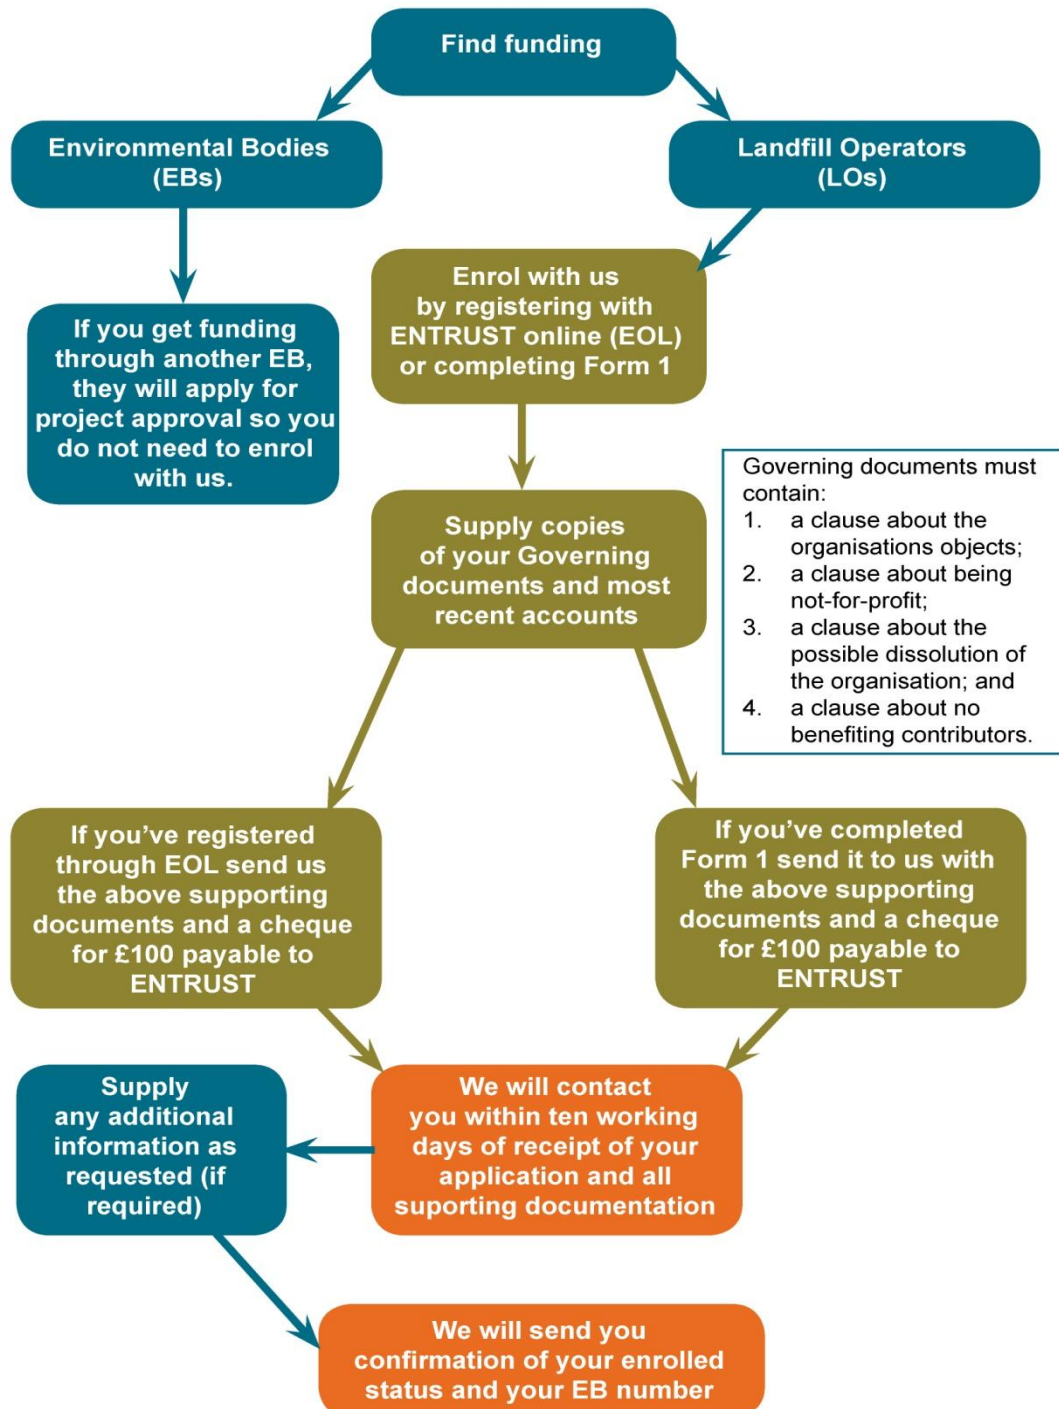 Find funding
Environmental Bodies
(EBs)
Landfill Operators
(LOs)
If you get funding
through another EB,
they will apply for
project approval so you
do not need to enrol
with us.
Enrol with us
by registering with
ENTRUST online (EOL)
or completing Form 1
Supply copies
of your Governing
documents and most
recent accounts
Governing documents must
contain:
1. a clause about the
organisations objects;
2. a clause about being
not-for-profit;
3. a clause about the
possible dissolution of
the organisation; and
4. a clause about no
benefiting contributors.
If you’ve registered
through EOL send us
the above supporting
documents and a cheque
for £100 payable to
ENTRUST
If you’ve completed
Form 1 send it to us with
the above supporting
documents and a cheque
for £100 payable to
ENTRUST
We will contact
you within ten working
days of receipt of your
application and all
suporting documentation
Supply
any additional
information as
requested (if
required)
We will send you
confirmation of your enrolled
status and your EB number